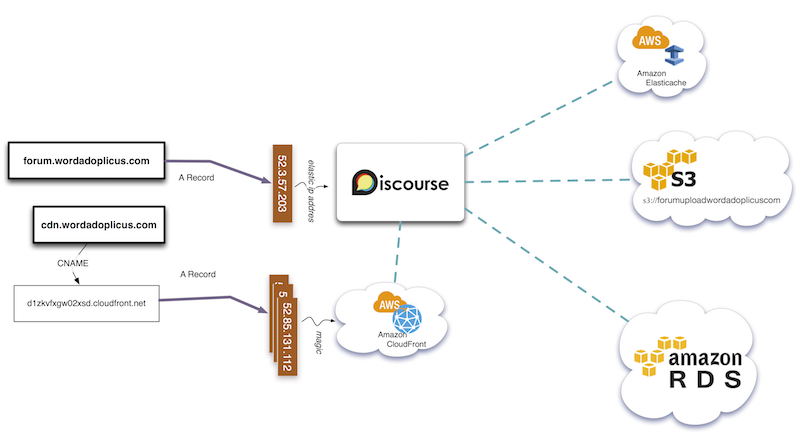 AWS
Amazon
Elasticache
forum.wordadoplicus.com
A Record
52.3.57.203
elastic ip addres
Discourse
S3
s3://forumuploadwordadoplicuscom
cdn.wordadoplicus.com
CNAME
A Record
d1zkvfxgw02xsd.cloudfront.net
5
52.85.131.112
magic
AWS
Amazon
CloudFront
amazon
RDS